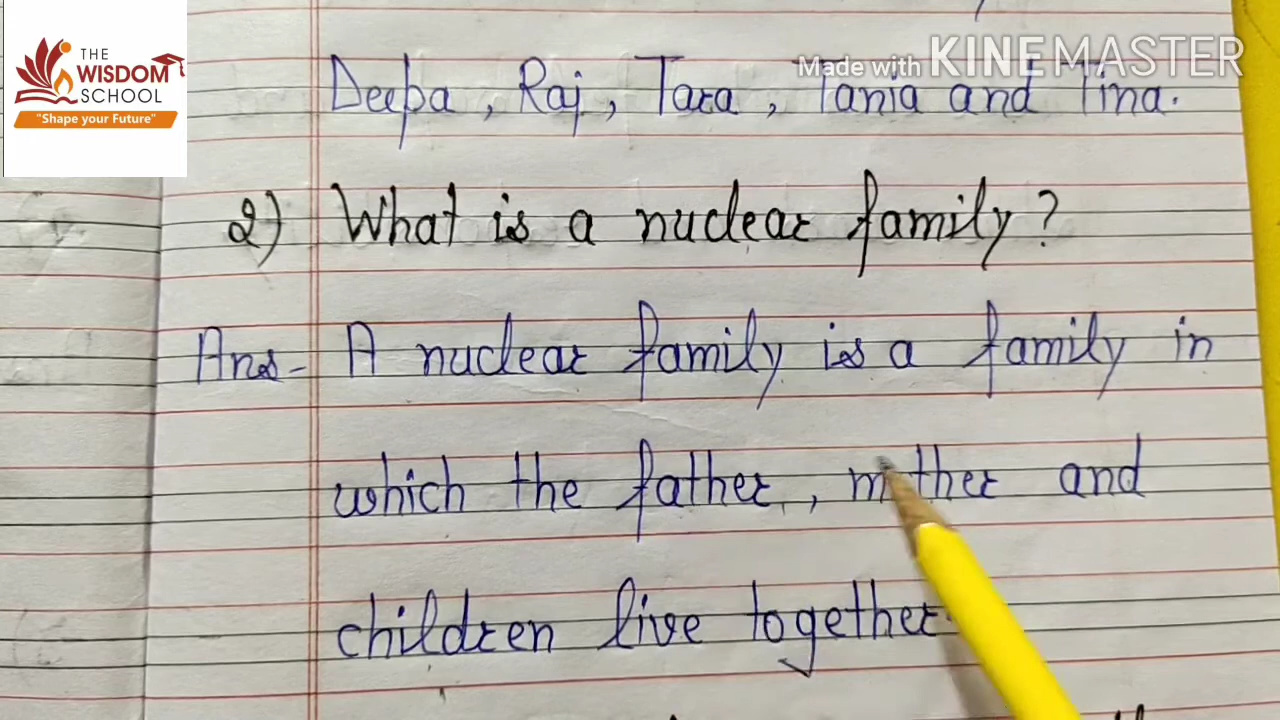 THE
WISDOM
SCHOOL
"Shape your Future"
Made with KINEMASTER
Deepa, Raj, Tara, Tania and Tina.
2) What is a nuclear family?
Ans- A nuclear family is a family in
which the father, mother and
children live together.